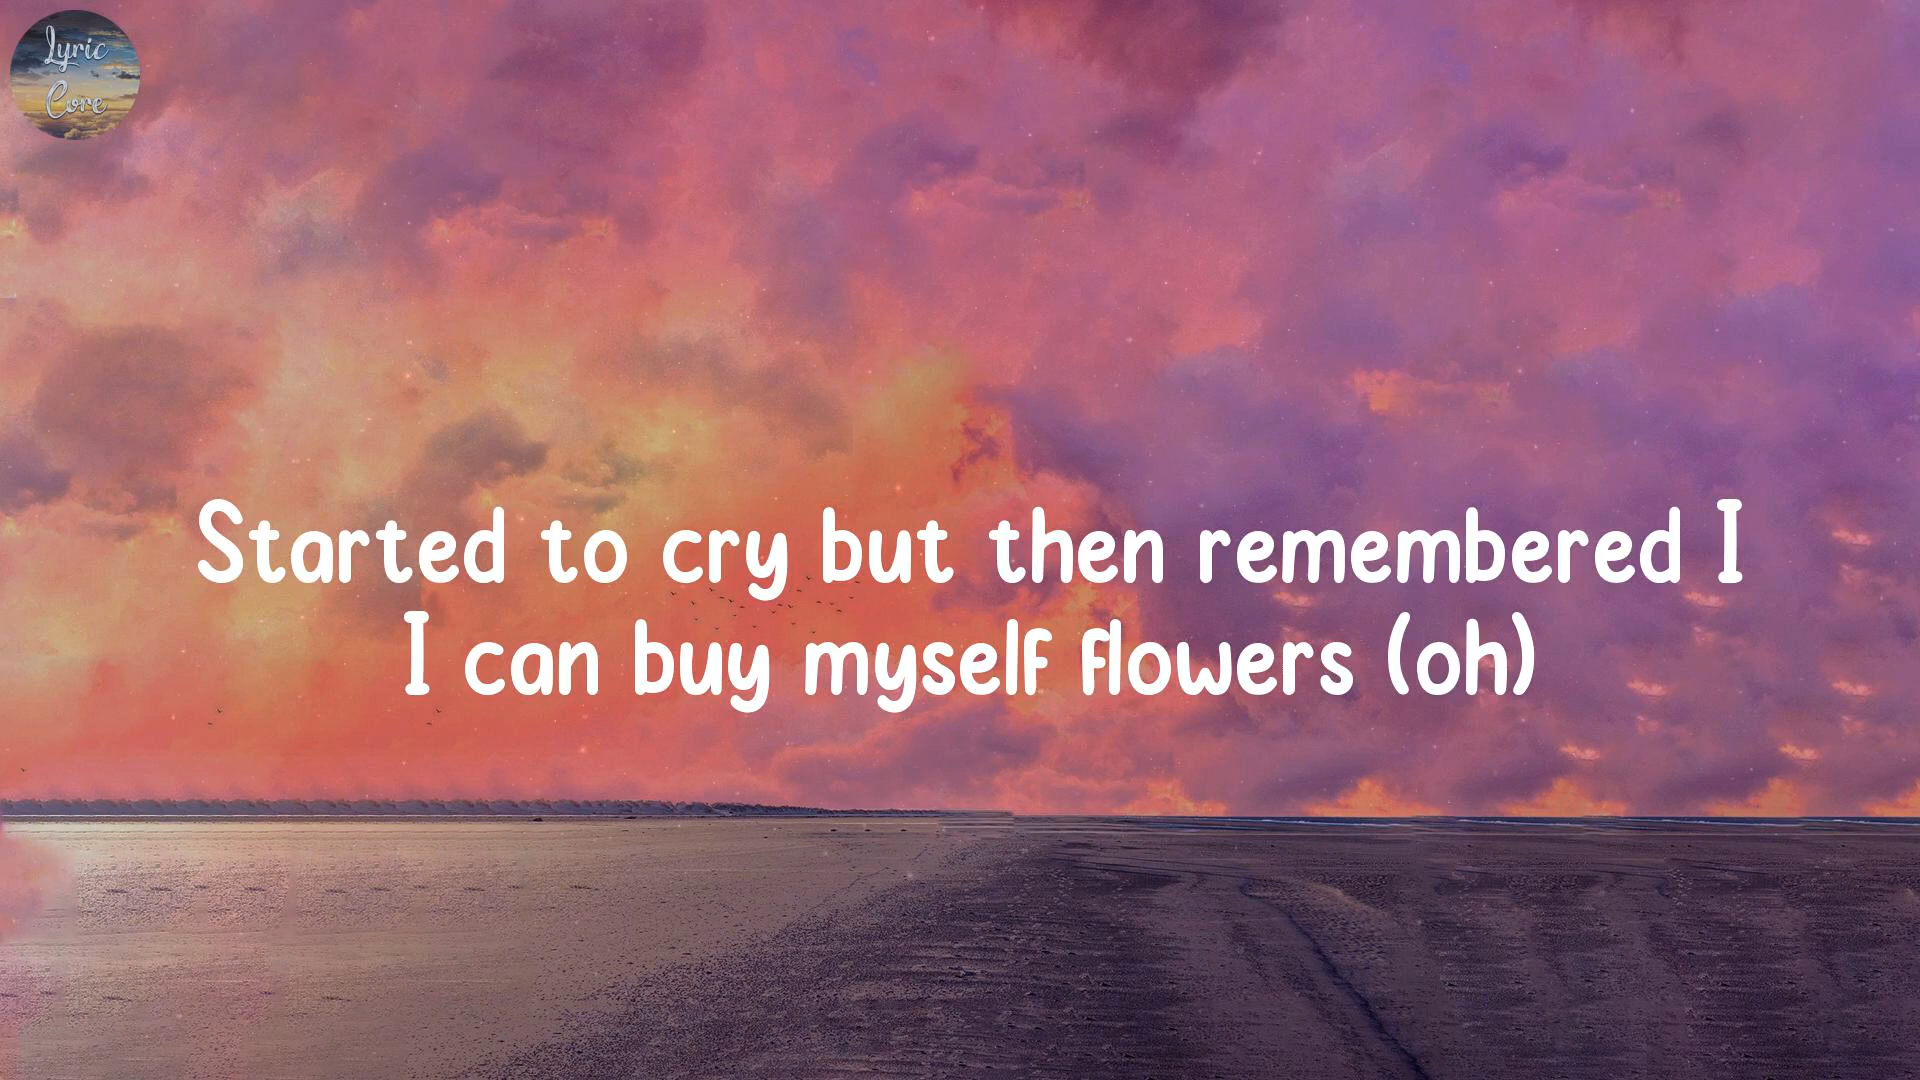 Lyric
Core
Started to cry but then remembered I
I can buy myself flowers (oh)